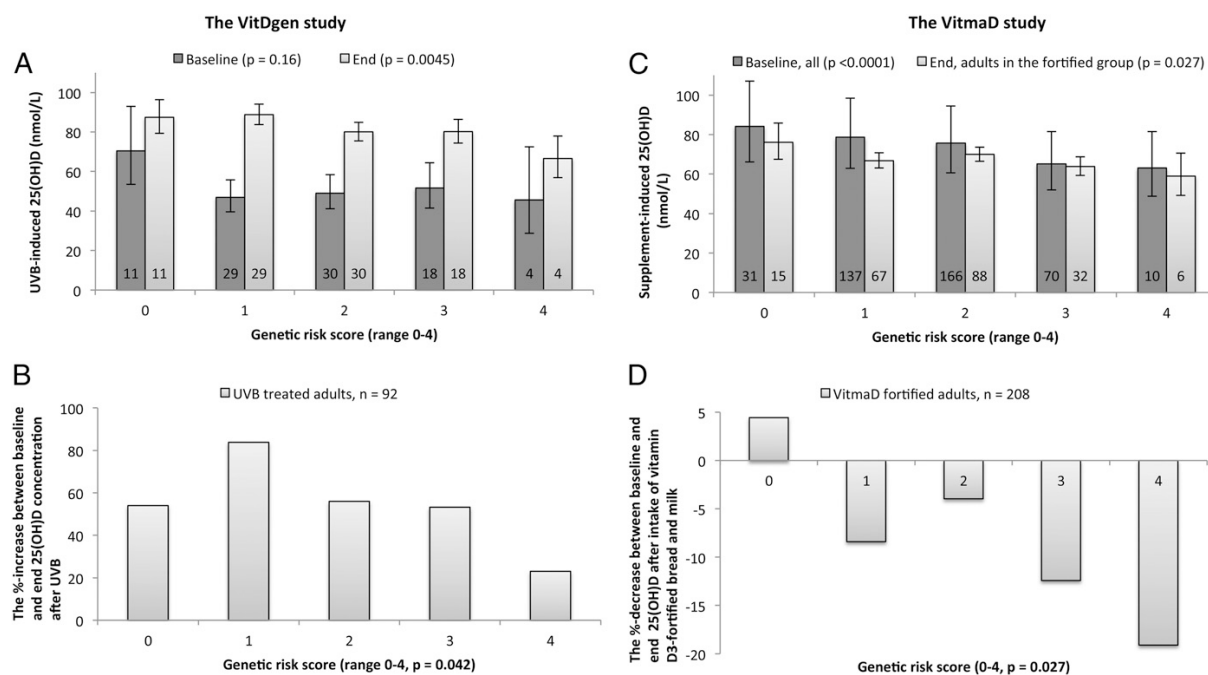 The VitDgen study
A
Baseline (p = 0.16) End (p = 0.0045)
UVB-induced 25(OH)D (nmol/L)
100
80
60
40
20
0
11 11 29 29 30 30 18 18 4 4
0 1 2 3 4
Genetic risk score (range 0-4)
The VitmaD study
C
Baseline, all (p <0.0001) End, adults in the fortified group (p = 0.027)
Supplement-induced 25(OH)D
(nmol/L)
100
80
60
40
20
0
31 15 137 67 166 88 70 32 10 6
0 1 2 3 4
Genetic risk score (range 0-4)
B
UVB treated adults, n = 92
The %-increase between baseline
and end 25(OH)D concentration
after UVB
100
80
60
40
20
0
0 1 2 3 4
Genetic risk score (range 0-4, p = 0.042)
D
VitmaD fortified adults, n = 208
The %-decrease between baseline and
end 25(OH)D after intake of vitamin
D3-fortified bread and milk
5
0
-5
-10
-15
-20
0 1 2 3 4
Genetic risk score (0-4, p = 0.027)